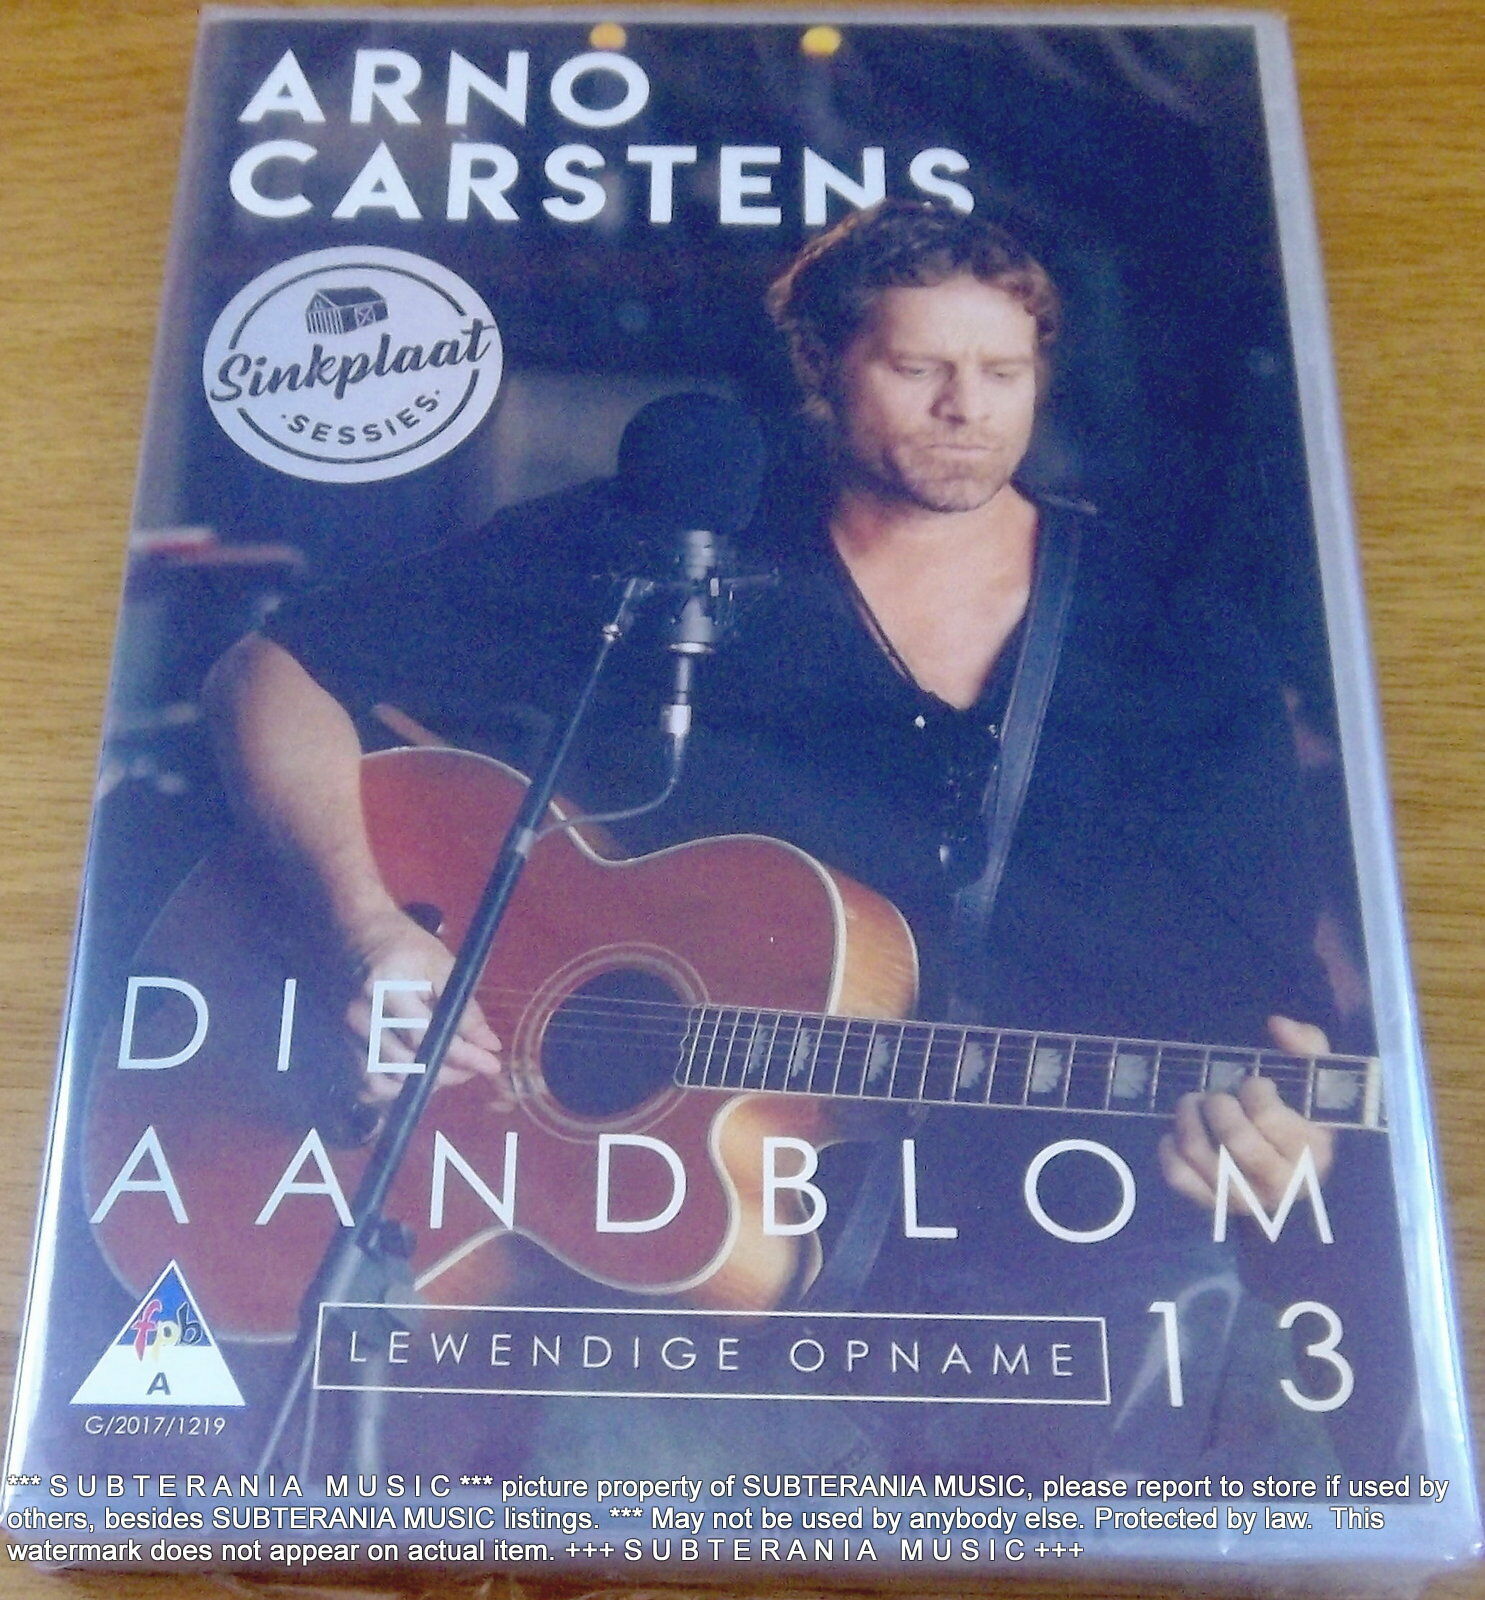 ARNO
CARSTENS
Sinkplaat
·SESSIES·
DIE
AANDBLOM
13
LEWENDIGE OPNAME
fpb
A
G/2017/1219
*** S U B T E R A N I A   M U S I C *** picture property of SUBTERANIA MUSIC, please report to store if used by
others, besides SUBTERANIA MUSIC listings. *** May not be used by anybody else. Protected by law.  This
watermark does not appear on actual item. +++ S U B T E R A N I A   M U S I C +++